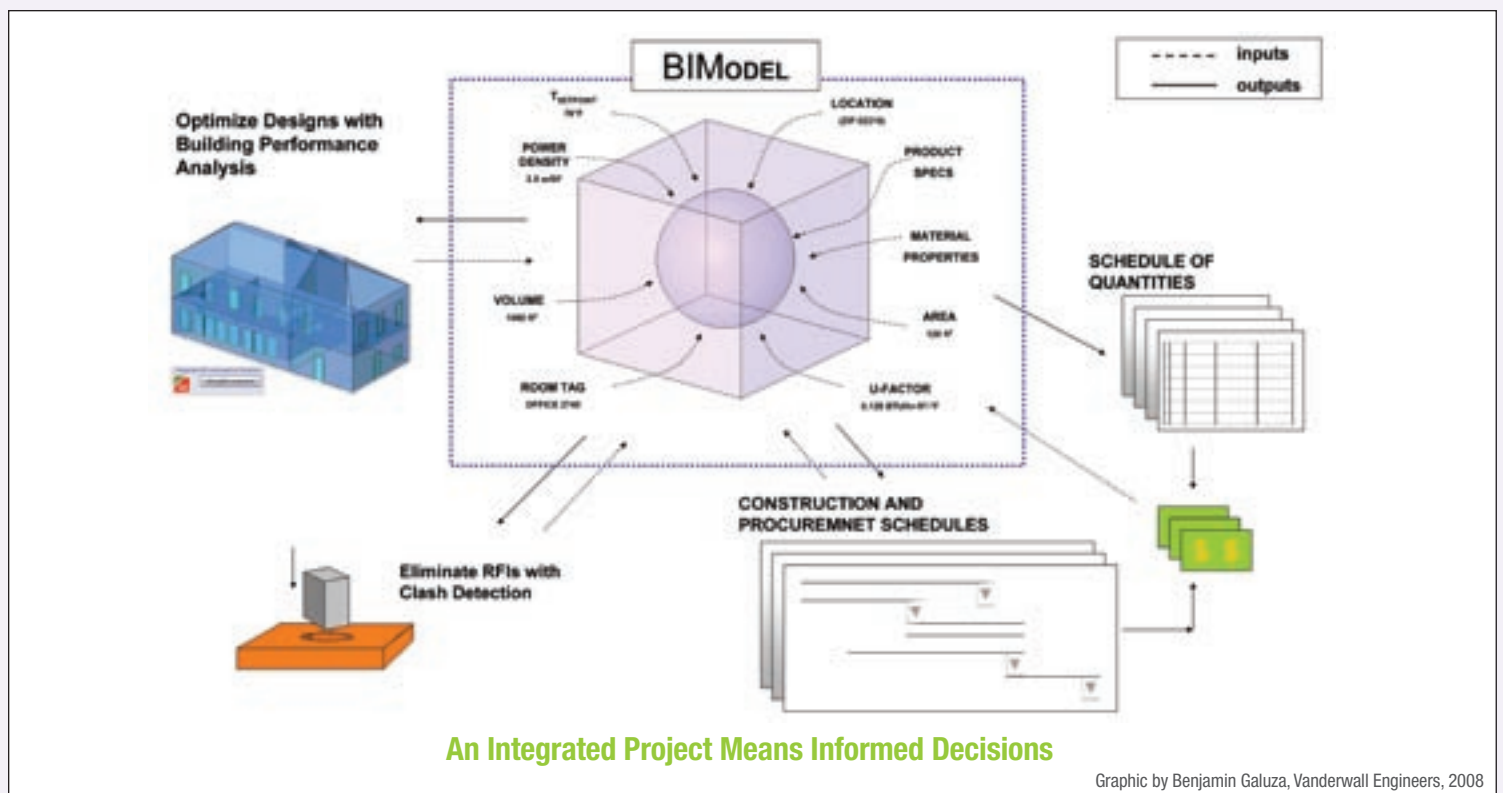 BIMODEL
inputs
outputs
Optimize Designs with
Building Performance
Analysis
LOCATION
POWER
DENSITY
PRODUCT
SPECS
MATERIAL
PROPERTIES
VOLUME
AREA
ROOM TAG
U-FACTOR
SCHEDULE OF
QUANTITIES
CONSTRUCTION AND
PROCUREMNET SCHEDULES
Eliminate RFIs with
Clash Detection
An Integrated Project Means Informed Decisions
Graphic by Benjamin Galuza, Vanderwall Engineers, 2008